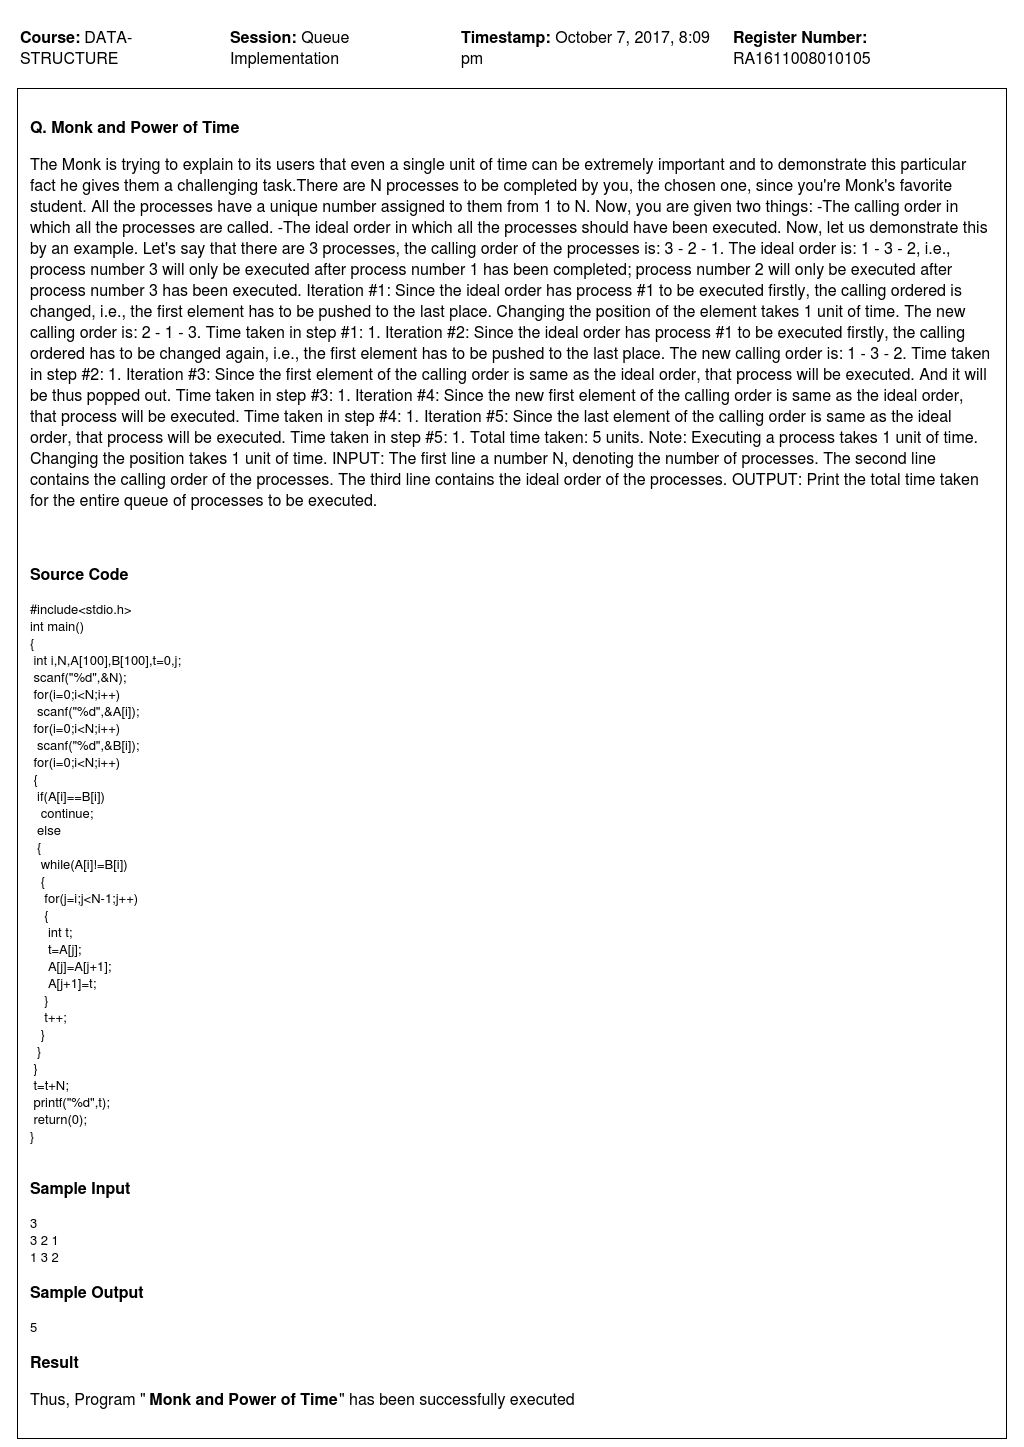 Course: DATA-STRUCTURE
Session: Queue Implementation
Timestamp: October 7, 2017, 8:09 pm
Register Number: RA1611008010105
Q. Monk and Power of Time
The Monk is trying to explain to its users that even a single unit of time can be extremely important and to demonstrate this particular
fact he gives them a challenging task.There are N processes to be completed by you, the chosen one, since you're Monk's favorite
student. All the processes have a unique number assigned to them from 1 to N. Now, you are given two things: -The calling order in
which all the processes are called. -The ideal order in which all the processes should have been executed. Now, let us demonstrate this
by an example. Let's say that there are 3 processes, the calling order of the processes is: 3 - 2 - 1. The ideal order is: 1 - 3 - 2, i.e.,
process number 3 will only be executed after process number 1 has been completed; process number 2 will only be executed after
process number 3 has been executed. Iteration #1: Since the ideal order has process #1 to be executed firstly, the calling ordered is
changed, i.e., the first element has to be pushed to the last place. Changing the position of the element takes 1 unit of time. The new
calling order is: 2 - 1 - 3. Time taken in step #1: 1. Iteration #2: Since the ideal order has process #1 to be executed firstly, the calling
ordered has to be changed again, i.e., the first element has to be pushed to the last place. The new calling order is: 1 - 3 - 2. Time taken
in step #2: 1. Iteration #3: Since the first element of the calling order is same as the ideal order, that process will be executed. And it will
be thus popped out. Time taken in step #3: 1. Iteration #4: Since the new first element of the calling order is same as the ideal order,
that process will be executed. Time taken in step #4: 1. Iteration #5: Since the last element of the calling order is same as the ideal
order, that process will be executed. Time taken in step #5: 1. Total time taken: 5 units. Note: Executing a process takes 1 unit of time.
Changing the position takes 1 unit of time. INPUT: The first line a number N, denoting the number of processes. The second line
contains the calling order of the processes. The third line contains the ideal order of the processes. OUTPUT: Print the total time taken
for the entire queue of processes to be executed.
Source Code
#include<stdio.h>
int main()
{
int i,N,A[100],B[100],t=0,j;
scanf("%d",&N);
for(i=0;i<N;i++)
scanf("%d",&A[i]);
for(i=0;i<N;i++)
scanf("%d",&B[i]);
for(i=0;i<N;i++)
{
if(A[i]==B[i])
continue;
else
{
while(A[i]!=B[i])
{
for(j=i;j<N-1;j++)
{
int t;
t=A[j];
A[j]=A[j+1];
A[j+1]=t;
}
t++;
}
}
}
t=t+N;
printf("%d",t);
return(0);
}
Sample Input
3
3 2 1
1 3 2
Sample Output
5
Result
Thus, Program " Monk and Power of Time" has been successfully executed